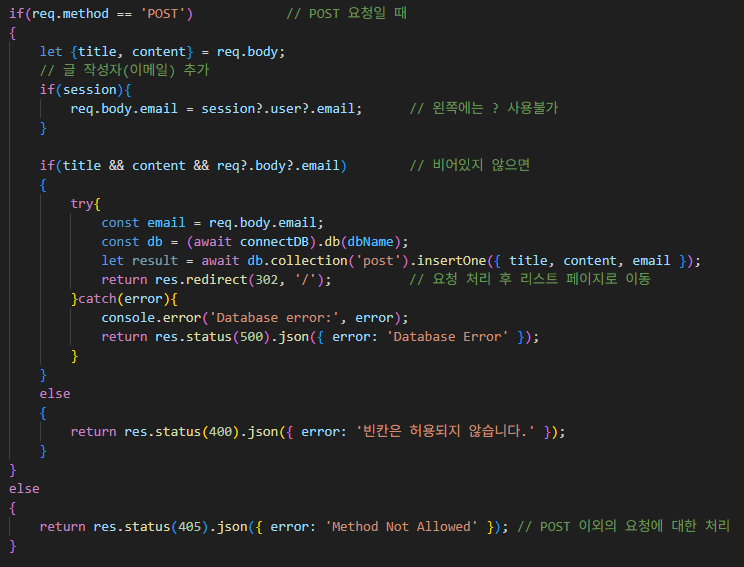 if(req.method == 'POST')            // POST 요청일 때
{
    let {title, content} = req.body;
    // 글 작성자(이메일) 추가
    if(session){
        req.body.email = session?.user?.email;      // 왼쪽에는 ? 사용불가
    }

    if(title && content && req?.body?.email)        // 비어있지 않으면
    {
        try{
            const email = req.body.email;
            const db = (await connectDB).db(dbName);
            let result = await db.collection('post').insertOne({ title, content, email });
            return res.redirect(302, '/');          // 요청 처리 후 리스트 페이지로 이동
        }catch(error){
            console.error('Database error:', error);
            return res.status(500).json({ error: 'Database Error' });
        }
    }
    else
    {
        return res.status(400).json({ error: '빈칸은 허용되지 않습니다.' });
    }
}
else
{
    return res.status(405).json({ error: 'Method Not Allowed' }); // POST 이외의 요청에 대한 처리
}